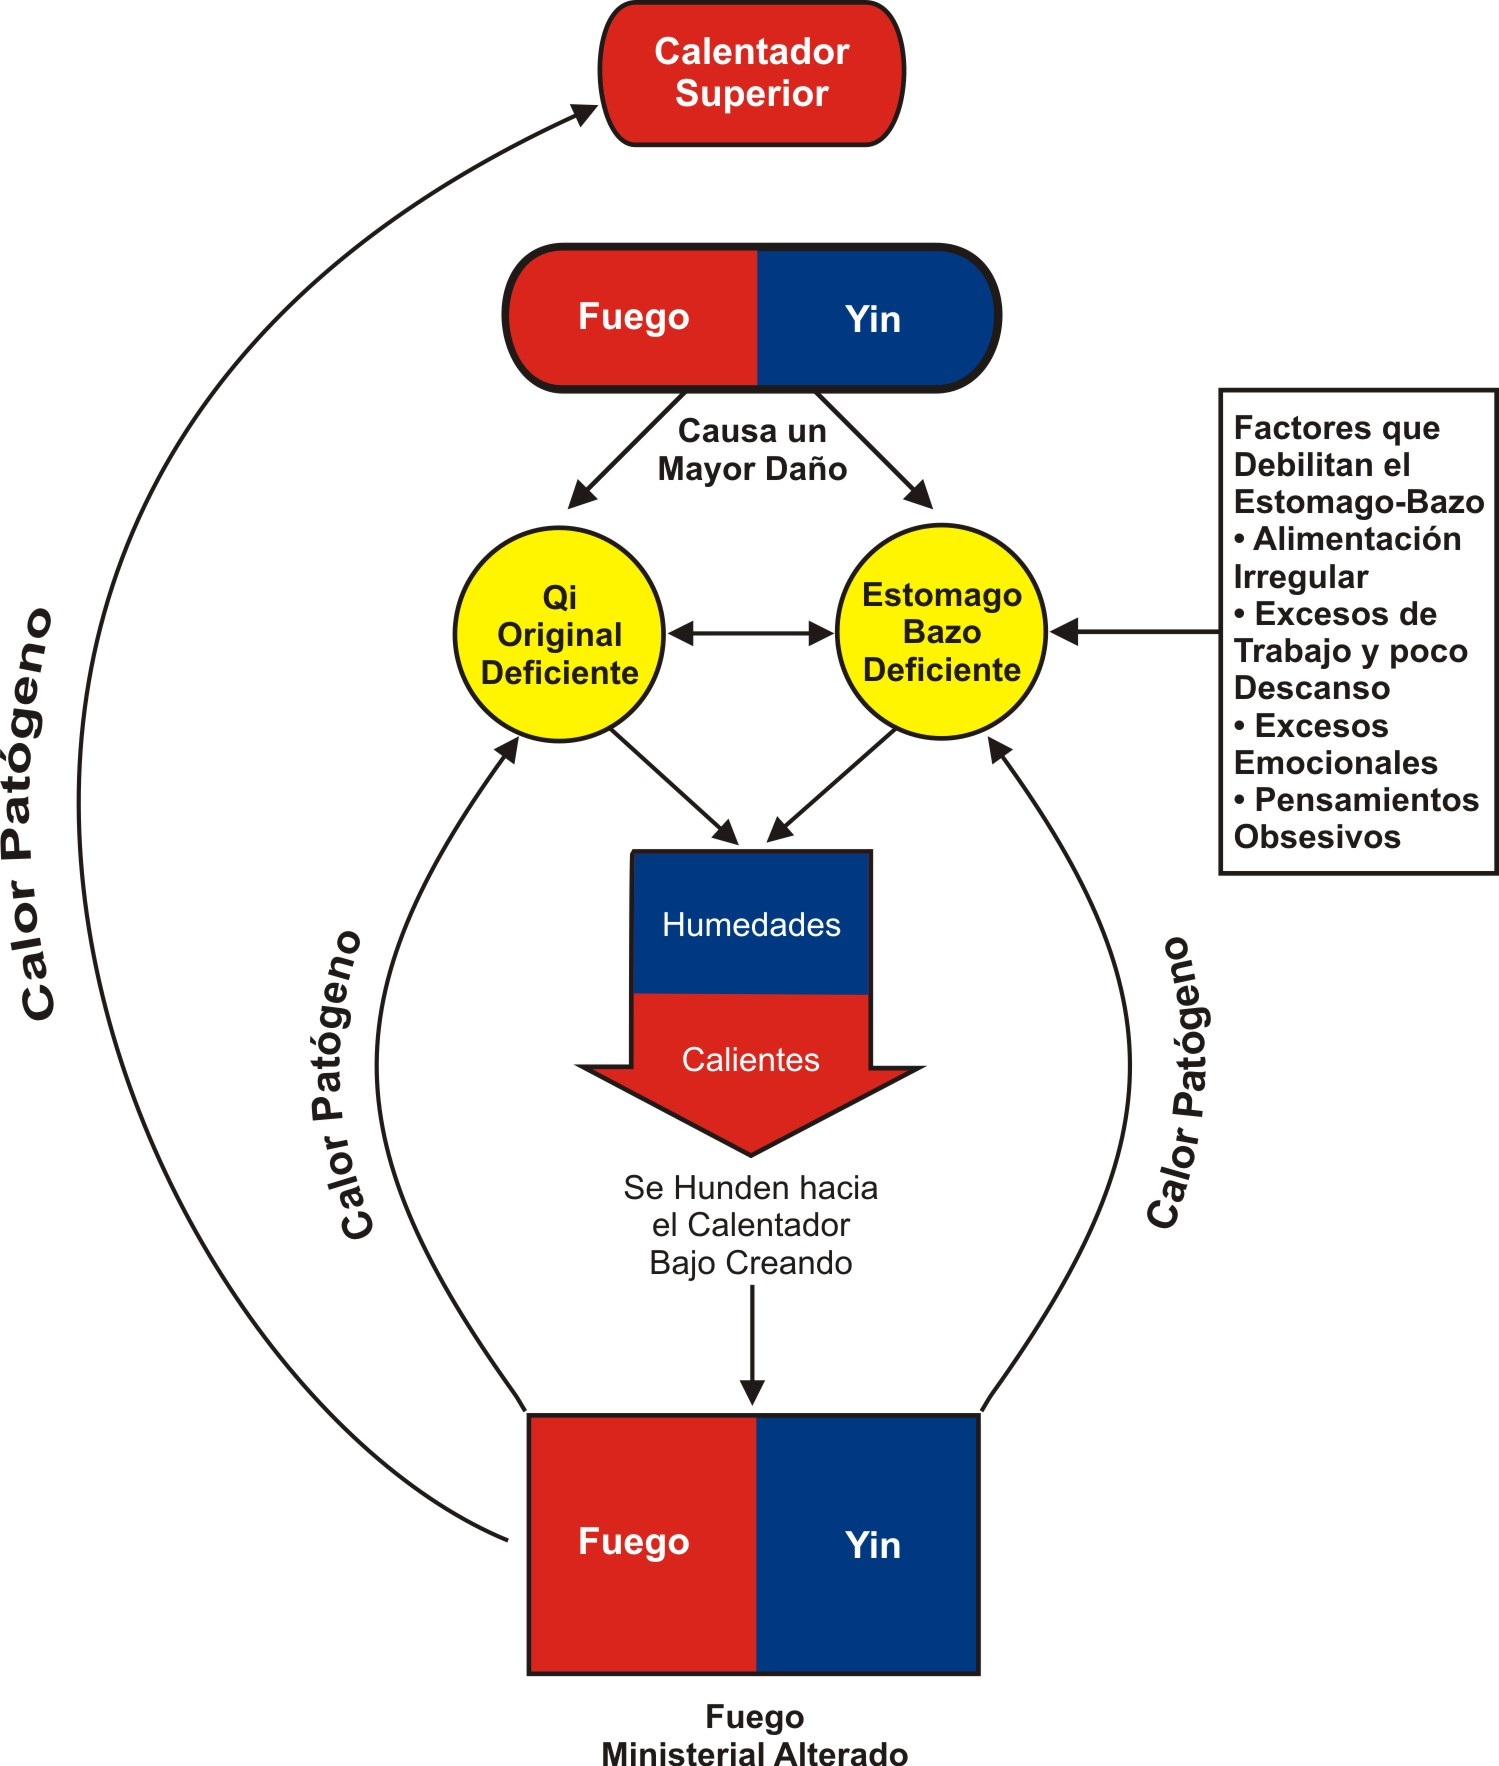 Calentador
Superior
Fuego
Yin
Causa un
Mayor Daño
Factores que
Debilitan el
Estomago-Bazo
• Alimentación
Irregular
• Excesos de
Trabajo y poco
Descanso
• Excesos
Emocionales
• Pensamientos
Obsesivos
Qi
Original
Deficiente
Estomago
Bazo
Deficiente
Calor Patógeno
Humedades
Calientes
Calor Patógeno
Calor Patógeno
Se Hunden hacia
el Calentador
Bajo Creando
Fuego
Yin
Fuego
Ministerial Alterado